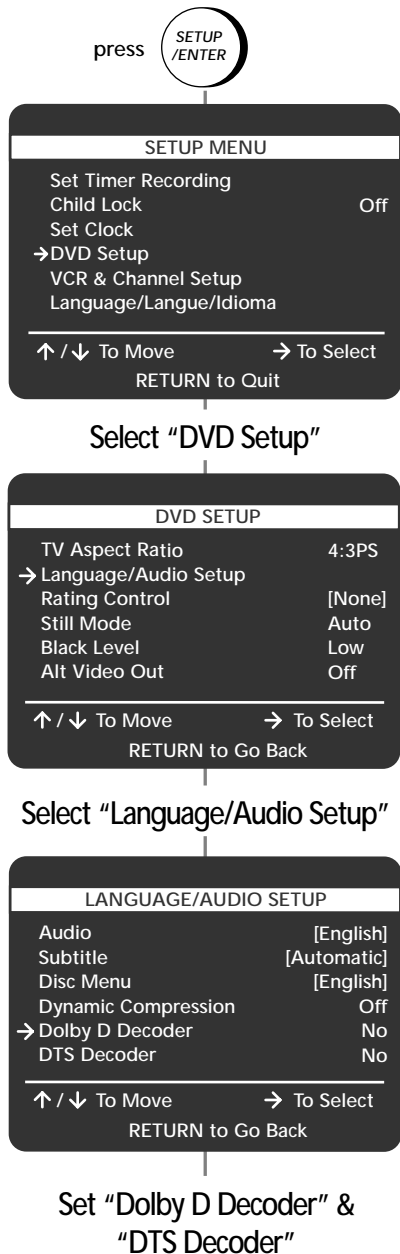 press SETUP
/ENTER
SETUP MENU
Set Timer Recording
Child Lock Off
Set Clock
→DVD Setup
VCR & Channel Setup
Language/Langue/Idioma
↑/↓ To Move → To Select
RETURN to Quit
Select “DVD Setup”
DVD SETUP
TV Aspect Ratio 4:3PS
→Language/Audio Setup
Rating Control [None]
Still Mode Auto
Black Level Low
Alt Video Out Off
↑/↓ To Move → To Select
RETURN to Go Back
Select “Language/Audio Setup”
LANGUAGE/AUDIO SETUP
Audio [English]
Subtitle [Automatic]
Disc Menu [English]
Dynamic Compression Off
→Dolby D Decoder No
DTS Decoder No
↑/↓ To Move → To Select
RETURN to Go Back
Set “Dolby D Decoder” &
“DTS Decoder”